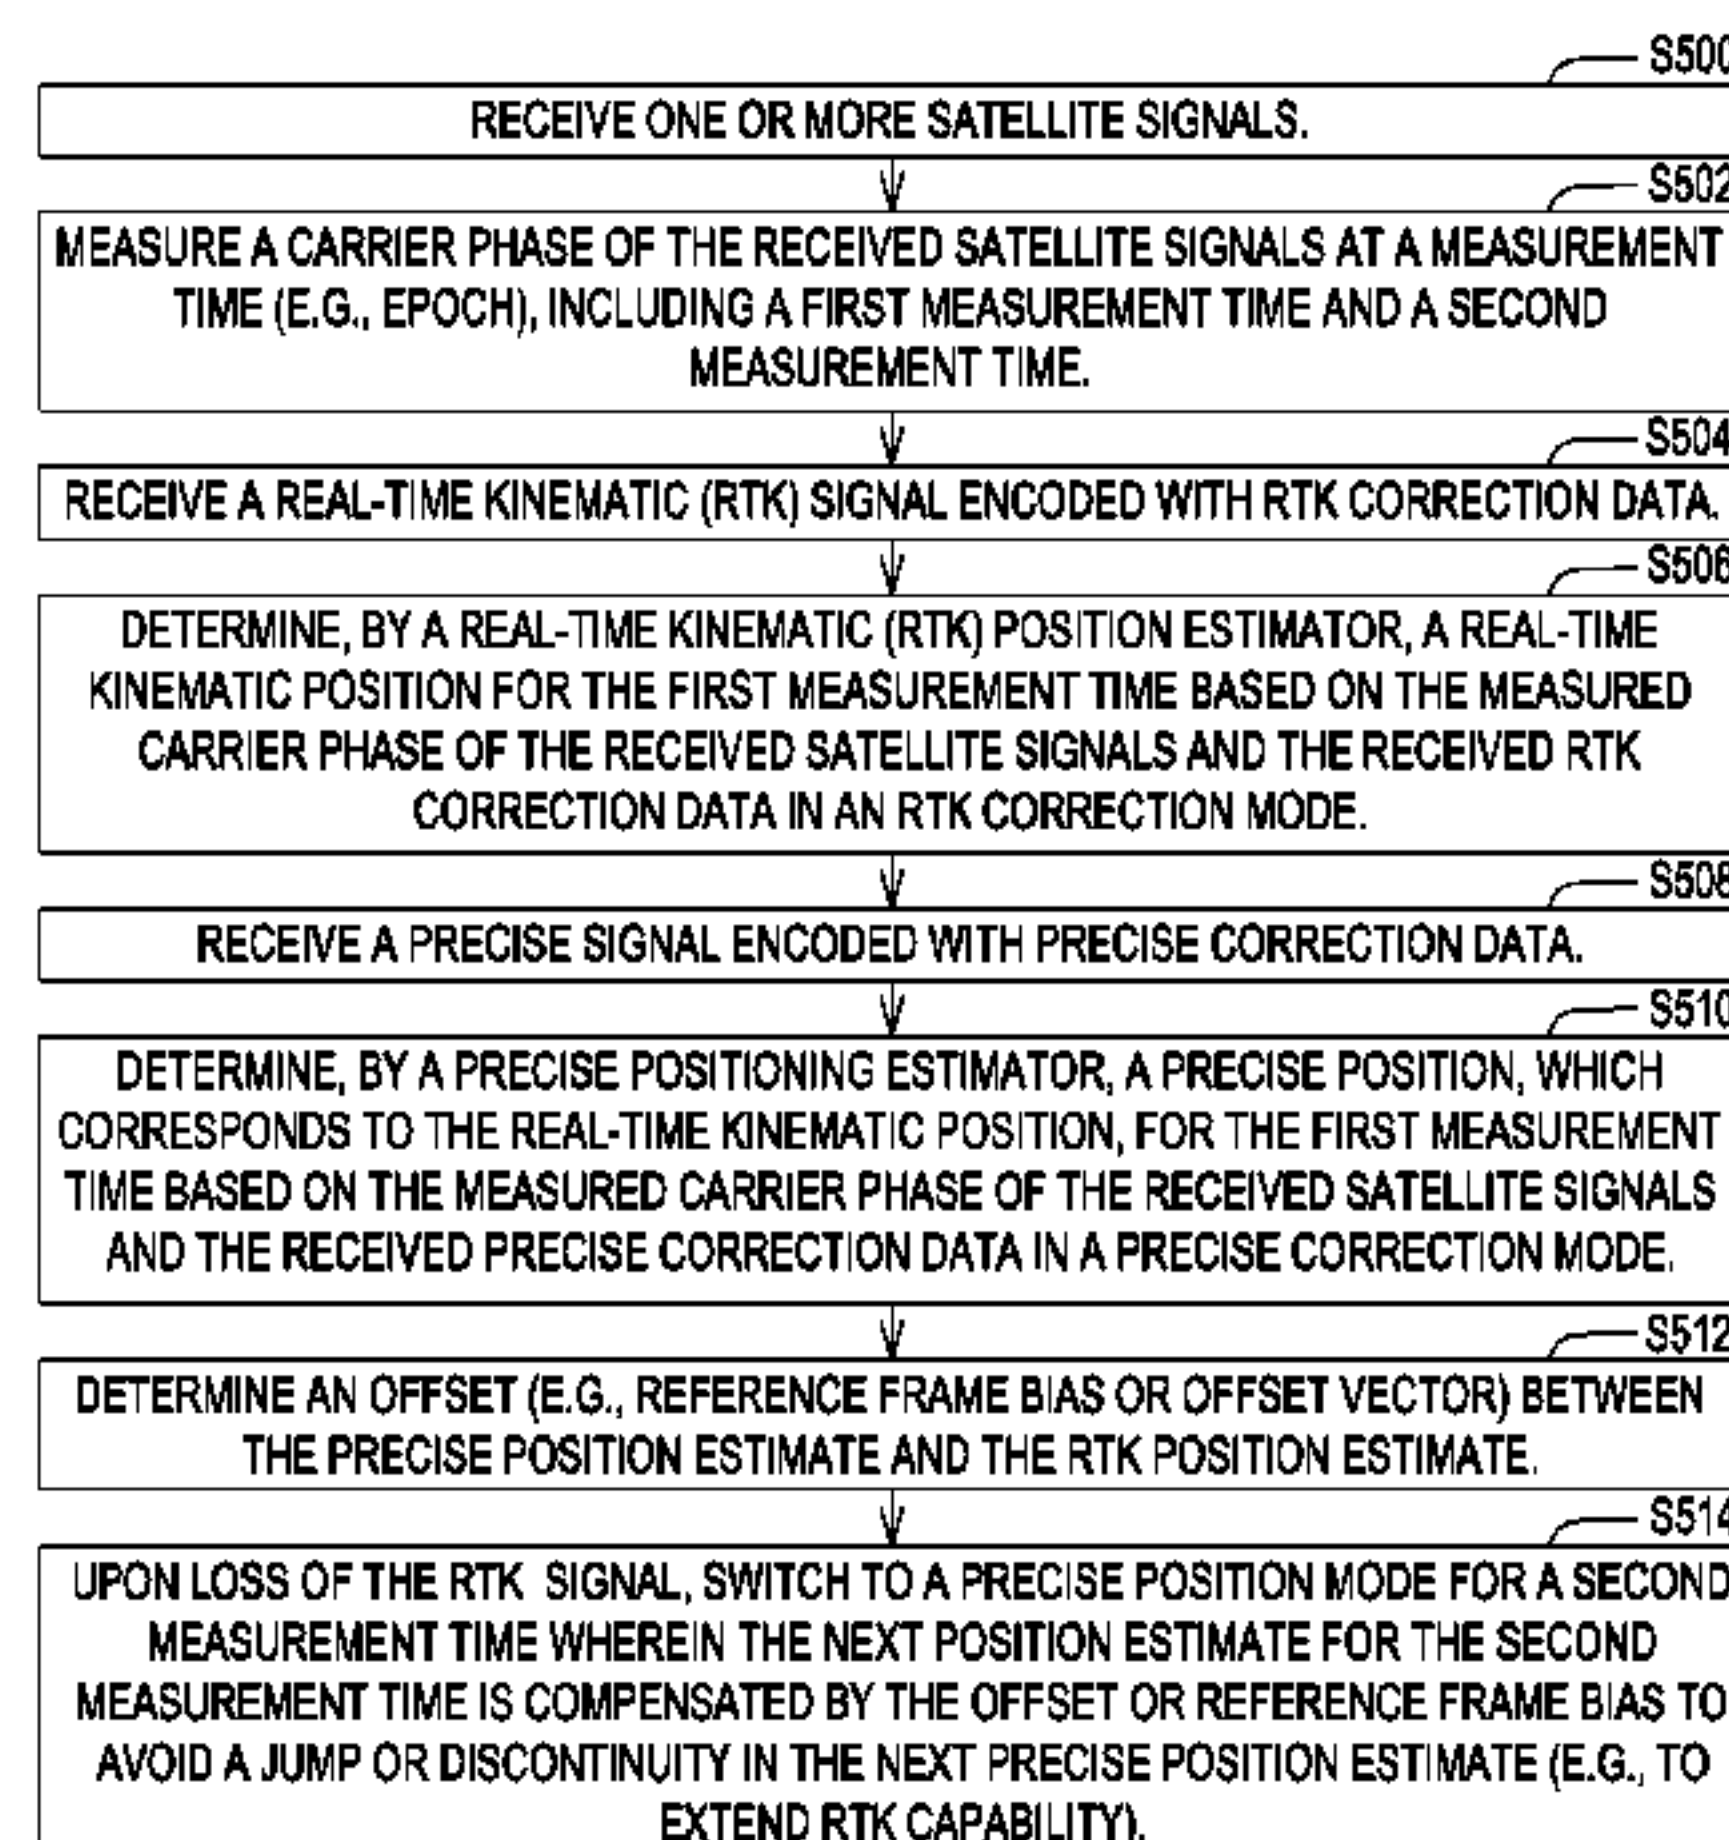 S500
RECEIVE ONE OR MORE SATELLITE SIGNALS.
S502
MEASURE A CARRIER PHASE OF THE RECEIVED SATELLITE SIGNALS AT A MEASUREMENT
TIME (E.G., EPOCH), INCLUDING A FIRST MEASUREMENT TIME AND A SECOND
MEASUREMENT TIME.
S504
RECEIVE A REAL-TIME KINEMATIC (RTK) SIGNAL ENCODED WITH RTK CORRECTION DATA.
S506
DETERMINE, BY A REAL-TIME KINEMATIC (RTK) POSITION ESTIMATOR, A REAL-TIME
KINEMATIC POSITION FOR THE FIRST MEASUREMENT TIME BASED ON THE MEASURED
CARRIER PHASE OF THE RECEIVED SATELLITE SIGNALS AND THE RECEIVED RTK
CORRECTION DATA IN AN RTK CORRECTION MODE.
S508
RECEIVE A PRECISE SIGNAL ENCODED WITH PRECISE CORRECTION DATA.
S510
DETERMINE, BY A PRECISE POSITIONING ESTIMATOR, A PRECISE POSITION, WHICH
CORRESPONDS TO THE REAL-TIME KINEMATIC POSITION, FOR THE FIRST MEASUREMENT
TIME BASED ON THE MEASURED CARRIER PHASE OF THE RECEIVED SATELLITE SIGNALS
AND THE RECEIVED PRECISE CORRECTION DATA IN A PRECISE CORRECTION MODE.
S512
DETERMINE AN OFFSET (E.G., REFERENCE FRAME BIAS OR OFFSET VECTOR) BETWEEN
THE PRECISE POSITION ESTIMATE AND THE RTK POSITION ESTIMATE.
S514
UPON LOSS OF THE RTK SIGNAL, SWITCH TO A PRECISE POSITION MODE FOR A SECOND
MEASUREMENT TIME WHEREIN THE NEXT POSITION ESTIMATE FOR THE SECOND
MEASUREMENT TIME IS COMPENSATED BY THE OFFSET OR REFERENCE FRAME BIAS TO
AVOID A JUMP OR DISCONTINUITY IN THE NEXT PRECISE POSITION ESTIMATE (E.G., TO
EXTEND RTK CAPABILITY).